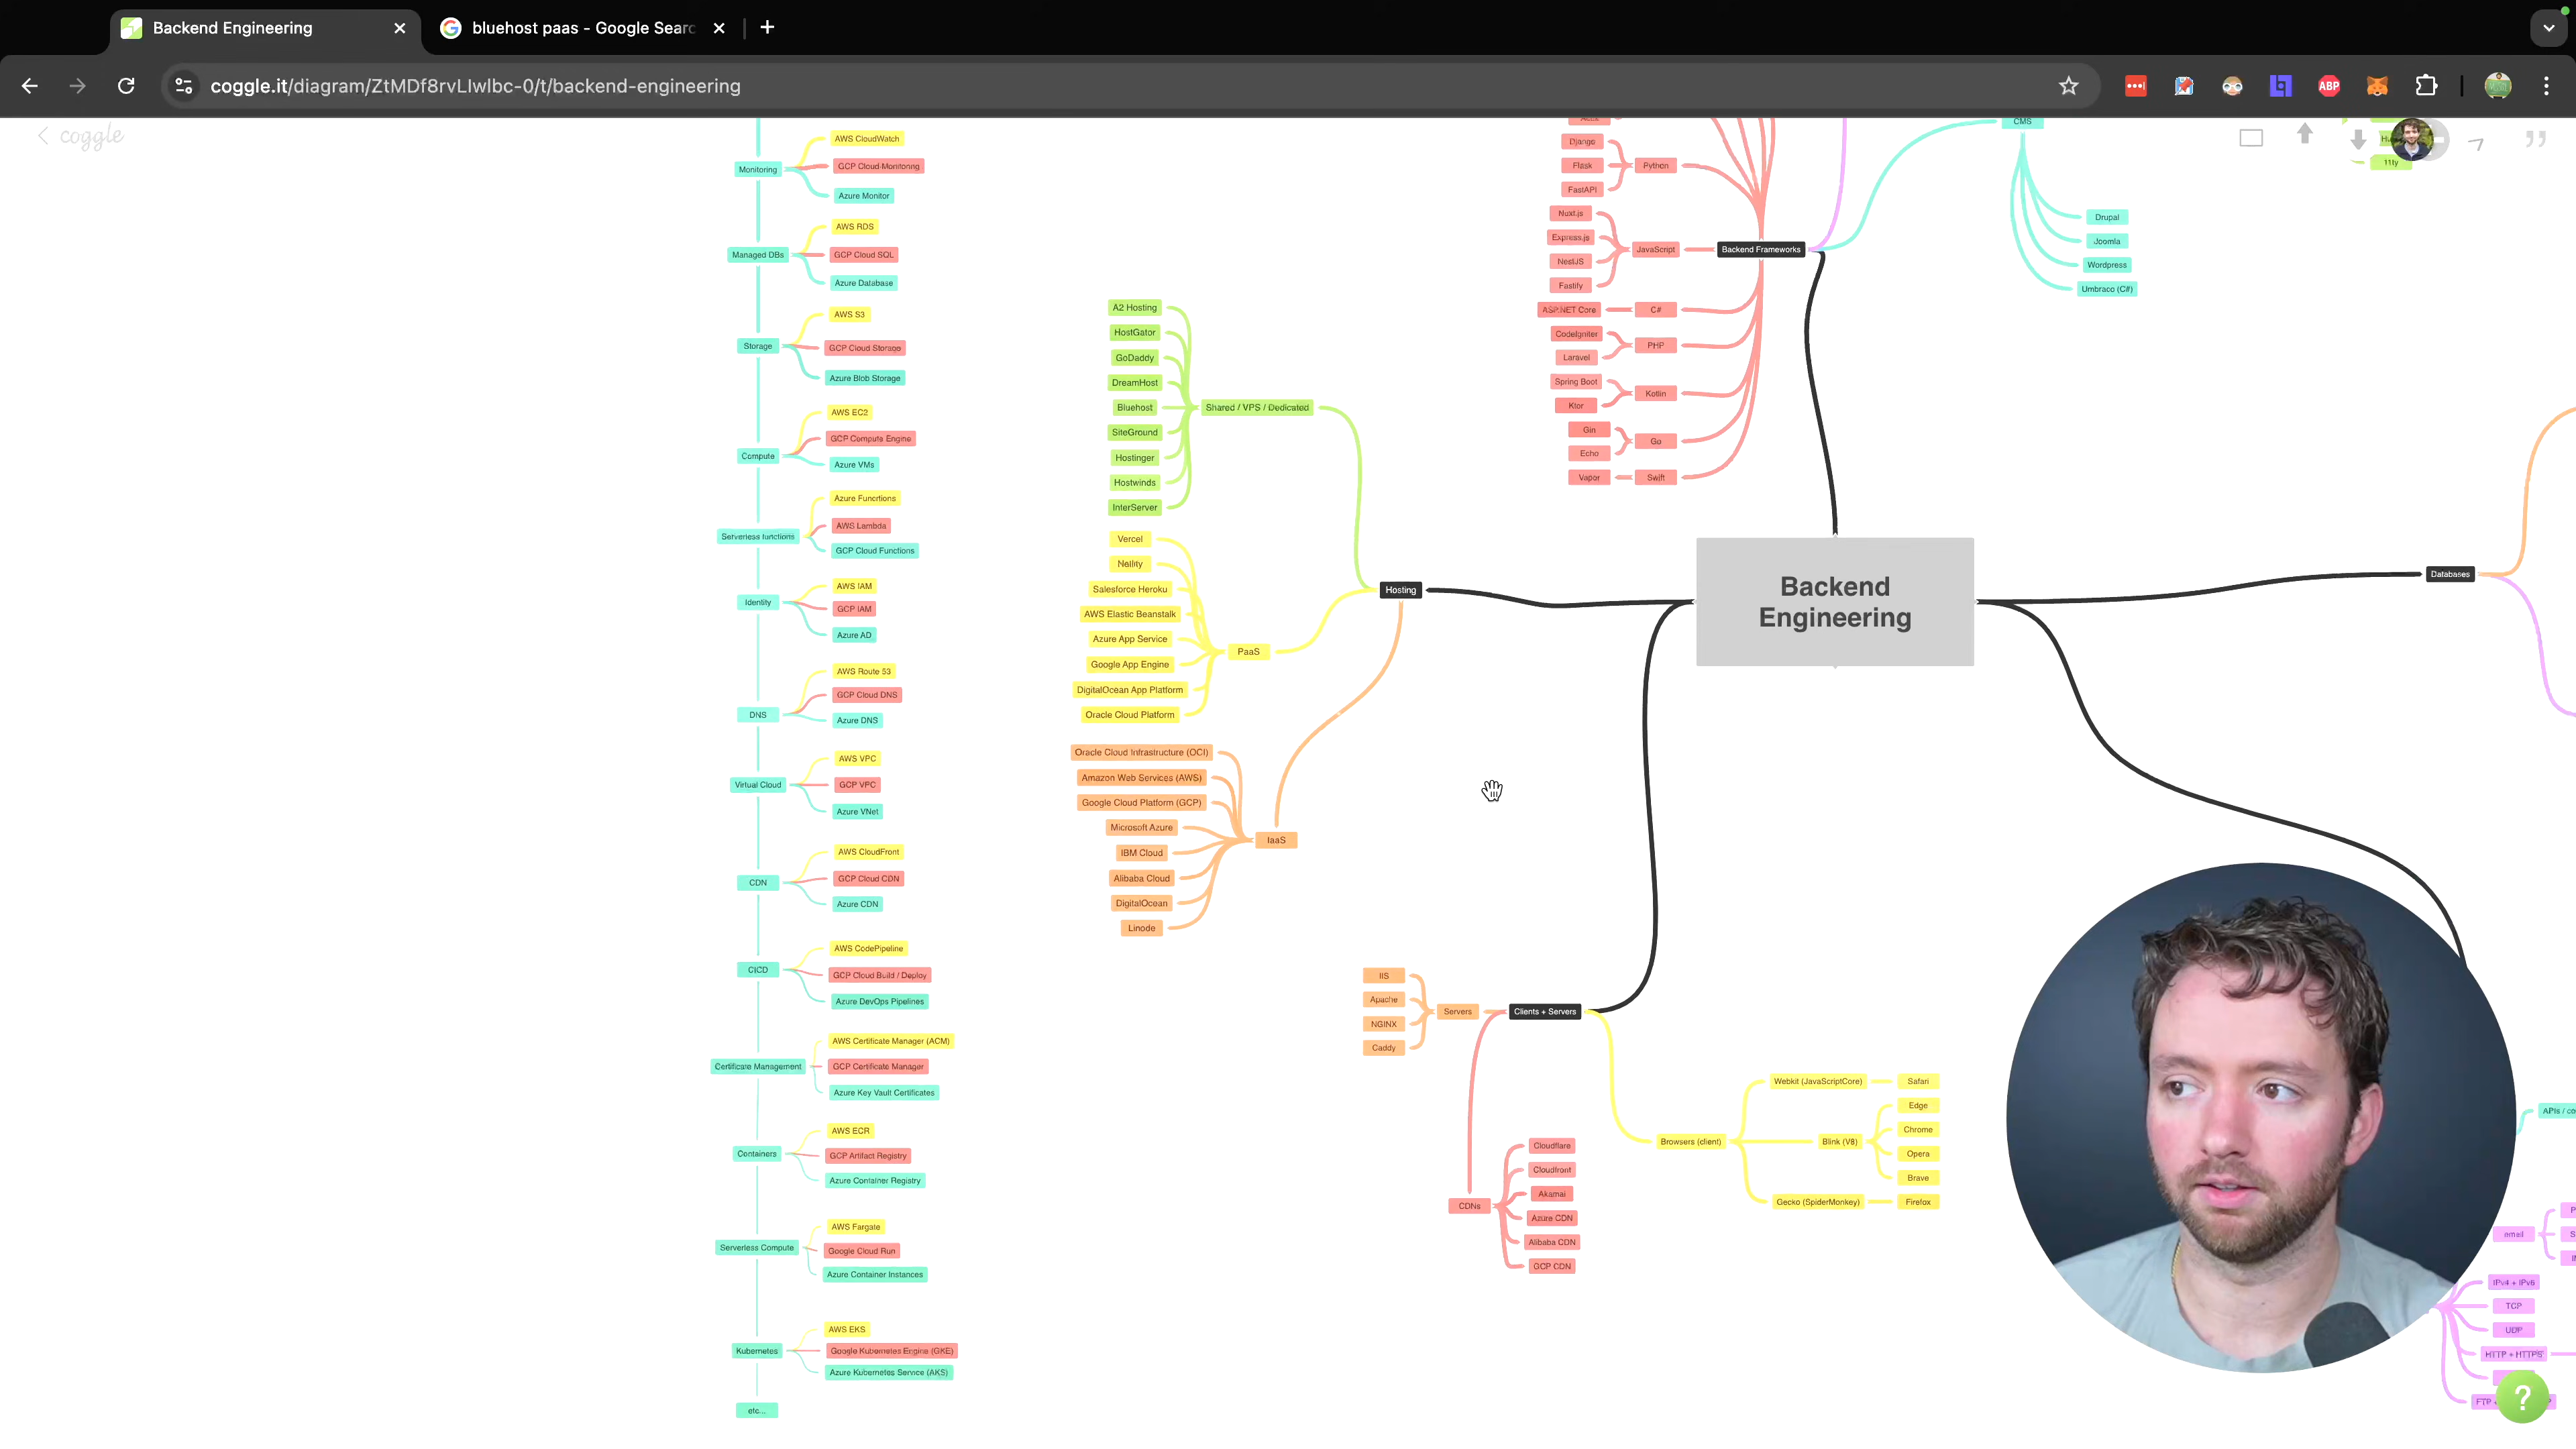 Backend Engineering
bluehost paas - Google Searc
coggle.it/diagram/ZtMDf8rvLIwlbc-0/t/backend-engineering
ABP
coggle
Monitoring
AWS CloudWatch
GCP Cloud Monitoring
Azure Monitor
Managed DBs
AWS RDS
GCP Cloud SQL
Azure Database
Storage
AWS S3
GCP Cloud Storage
Azure Blob Storage
Compute
AWS EC2
GCP Compute Engine
Azure VMs
Serverless functions
Azure Funcrtions
AWS Lambda
GCP Cloud Functions
Identity
AWS IAM
GCP IAM
Azure AD
DNS
AWS Route 53
GCP Cloud DNS
Azure DNS
Virtual Cloud
AWS VPC
GCP VPC
Azure VNet
CDN
AWS CloudFront
GCP Cloud CDN
Azure CDN
CICD
AWS CodePipeline
GCP Cloud Build / Deploy
Azure DevOps Pipelines
Certificate Management
AWS Certificate Manager (ACM)
GCP Certificate Manager
Azure Key Vault Certificates
Containers
AWS ECR
GCP Artifact Registry
Azure Container Registry
Serverless Compute
AWS Fargate
Google Cloud Run
Azure Container Instances
Kubernetes
AWS EKS
Google Kubernetes Engine (GKE)
Azure Kubernetes Service (AKS)
etc...
A2 Hosting
HostGator
GoDaddy
DreamHost
Bluehost
SiteGround
Hostinger
Hostwinds
InterServer
Shared / VPS / Dedicated
Vercel
Netlify
Salesforce Heroku
AWS Elastic Beanstalk
Azure App Service
Google App Engine
DigitalOcean App Platform
Oracle Cloud Platform
PaaS
Oracle Cloud Infrastructure (OCI)
Amazon Web Services (AWS)
Google Cloud Platform (GCP)
Microsoft Azure
IBM Cloud
Alibaba Cloud
DigitalOcean
Linode
IaaS
Hosting
Django
Flask
FastAPI
Python
Nuxt.js
Express.js
NestJS
Fastify
JavaScript
Backend Frameworks
ASP.NET Core
C#
CodeIgniter
Laravel
PHP
Spring Boot
Ktor
Kotlin
Gin
Echo
Go
Vapor
Swift
CMS
Drupal
Joomla
Wordpress
Umbraco (C#)
11ty
Backend
Engineering
Databases
IIS
Apache
NGINX
Caddy
Servers
Clients + Servers
CDNs
Cloudflare
Cloudfront
Akamai
Azure CDN
Alibaba CDN
GCP CDN
Browsers (client)
Webkit (JavaScriptCore)
Safari
Blink (V8)
Edge
Chrome
Opera
Brave
Gecko (SpiderMonkey)
Firefox
APIs / co
email
IPv4 + IPv6
TCP
UDP
HTTP + HTTPS
FTP
?